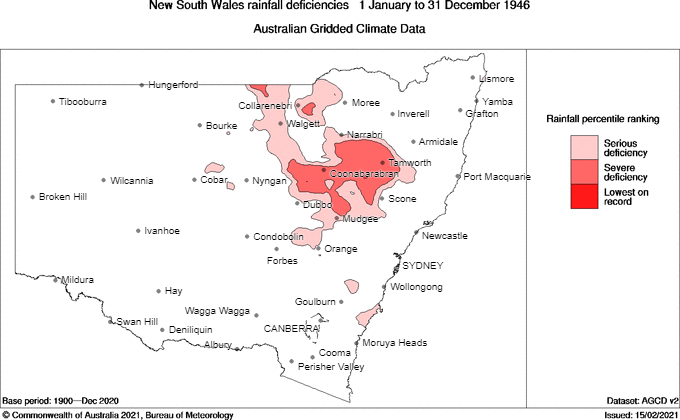 New South Wales rainfall deficiencies 1 January to 31 December 1946
Australian Gridded Climate Data
Lismore
Hungerford
Tibooburra
Collarenebri
Moree
Yamba
Grafton
Inverell
Rainfall percentile ranking
Bourke
Walgett
Narrabri
Armidale
Serious
deficiency
Tamworth
Severe
deficiency
Coonabarabran
Wilcannia
Cobar
Nyngan
Port Macquarie
Lowest on
record
Broken Hill
Dubbo
Scone
Mudgee
Ivanhoe
Condobolin
Newcastle
Orange
Forbes
SYDNEY
Mildura
Hay
Wollongong
Goulburn
Wagga Wagga
Swan Hill
Deniliquin
CANBERRA
Albury
Moruya Heads
Cooma
Perisher Valley
Base period: 1900—Dec 2020
Dataset: AGCD v2
© Commonwealth of Australia 2021, Bureau of Meteorology
Issued: 15/02/2021